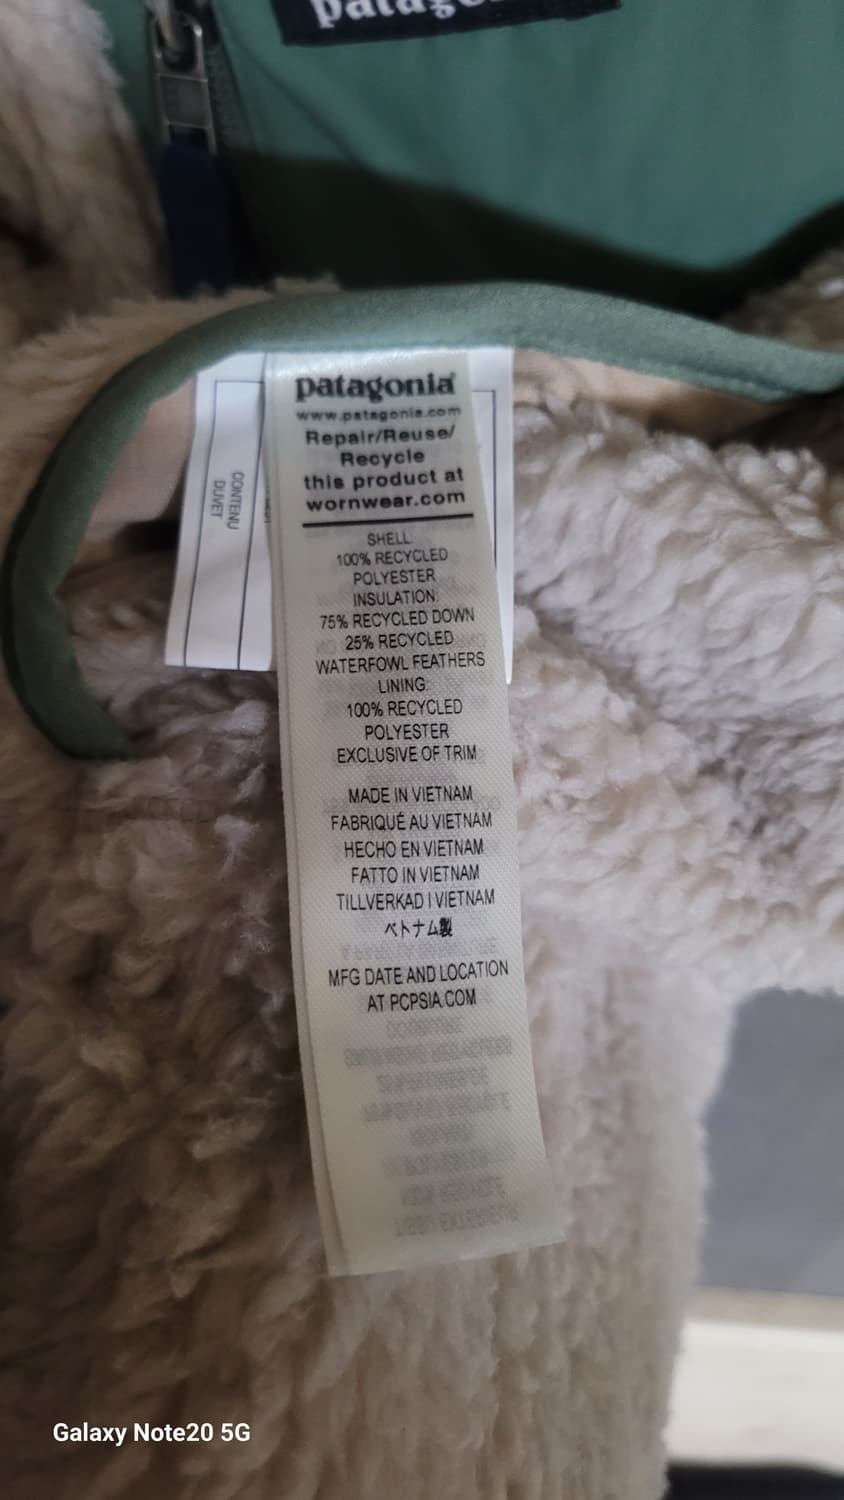 patago
patagonia®
www.patagonia.com
Repair/Reuse/
Recycle
this product at
wornwear.com
CONTENU
DUVET
SHELL:
100% RECYCLED
POLYESTER
INSULATION:
75% RECYCLED DOWN
25% RECYCLED
WATERFOWL FEATHERS
LINING:
100% RECYCLED
POLYESTER
EXCLUSIVE OF TRIM
MADE IN VIETNAM
FABRIQUÉ AU VIETNAM
HECHO EN VIETNAM
FATTO IN VIETNAM
TILLVERKAD I VIETNAM
ベトナム製
MFG DATE AND LOCATION
AT PCPSIA.COM
Galaxy Note20 5G